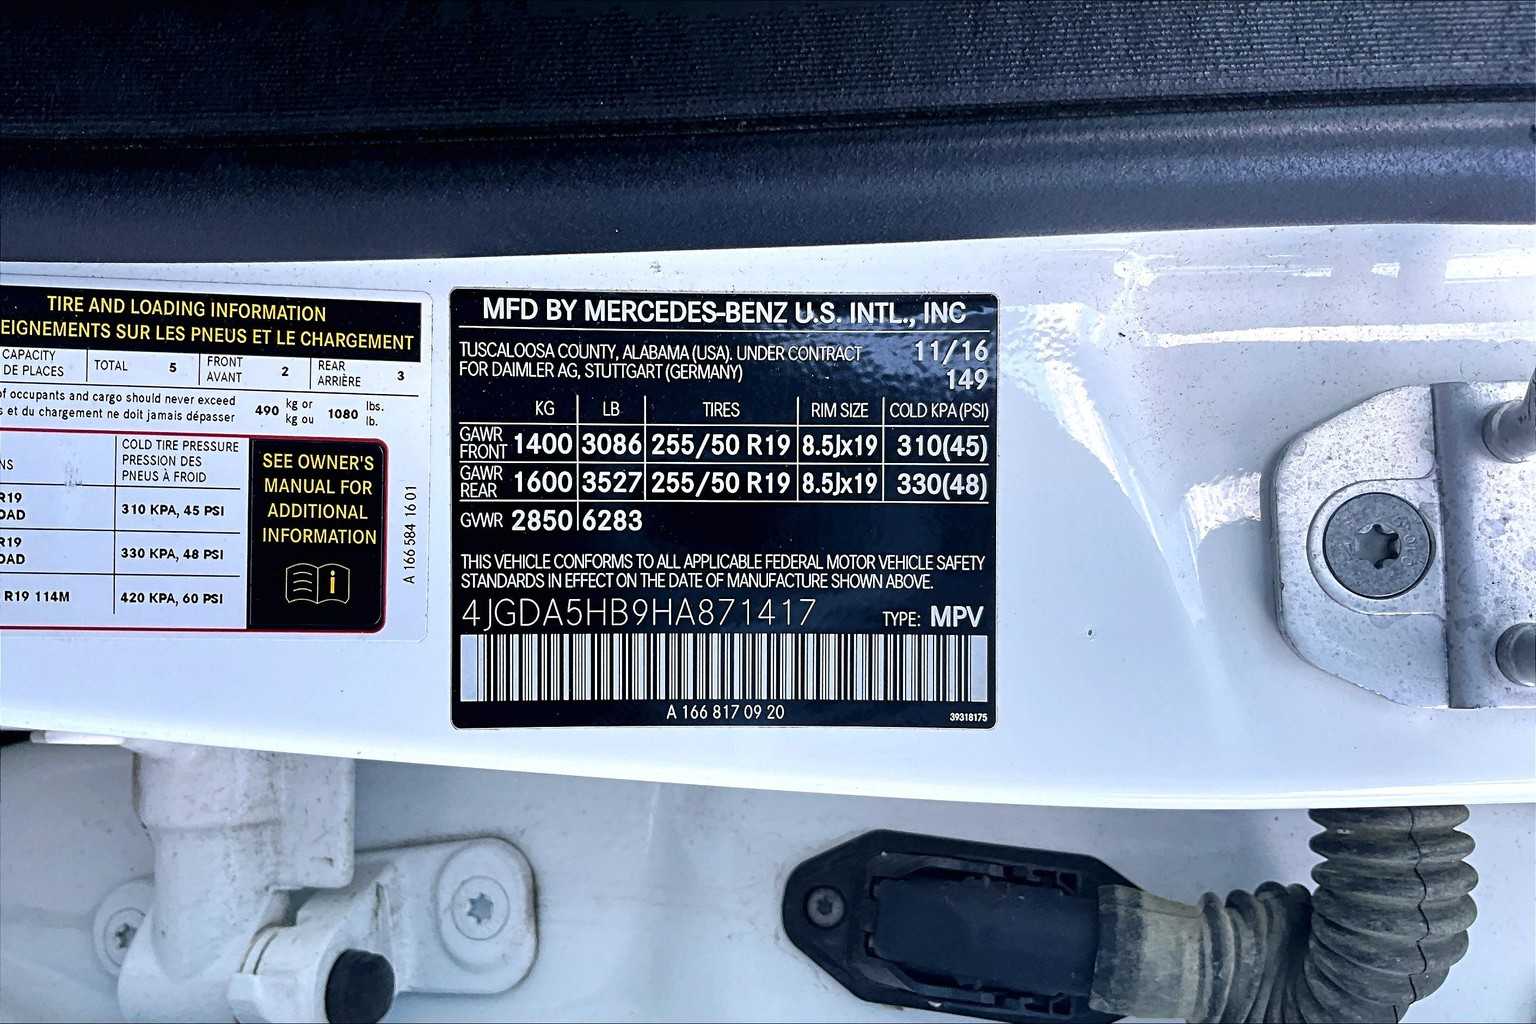 TIRE AND LOADING INFORMATION
EIGNEMENTS SUR LES PNEUS ET LE CHARGEMENT
CAPACITY
DE PLACES
TOTAL 5
FRONT
AVANT
2
REAR
ARRIÈRE
3
of occupants and cargo should never exceed
s et du chargement ne doit jamais dépasser
490 kg or
kg ou
1080 lbs.
lb.
NS
COLD TIRE PRESSURE
PRESSION DES
PNEUS À FROID
R19
OAD
310 KPA, 45 PSI
R19
OAD
330 KPA, 48 PSI
R19 114M
420 KPA, 60 PSI
SEE OWNER'S
MANUAL FOR
ADDITIONAL
INFORMATION
i
A 166 584 16 01
MFD BY MERCEDES-BENZ U.S. INTL., INC
TUSCALOOSA COUNTY, ALABAMA (USA). UNDER CONTRACT
FOR DAIMLER AG, STUTTGART (GERMANY)
11/16
149
KG LB TIRES RIM SIZE COLD KPA (PSI)
GAWR
FRONT
1400 3086 255/50 R19 8.5Jx19 310(45)
GAWR
REAR
1600 3527 255/50 R19 8.5Jx19 330(48)
GVWR 2850 6283
THIS VEHICLE CONFORMS TO ALL APPLICABLE FEDERAL MOTOR VEHICLE SAFETY
STANDARDS IN EFFECT ON THE DATE OF MANUFACTURE SHOWN ABOVE.
4JGDA5HB9HA871417 TYPE: MPV
A 166 817 09 20
39318175